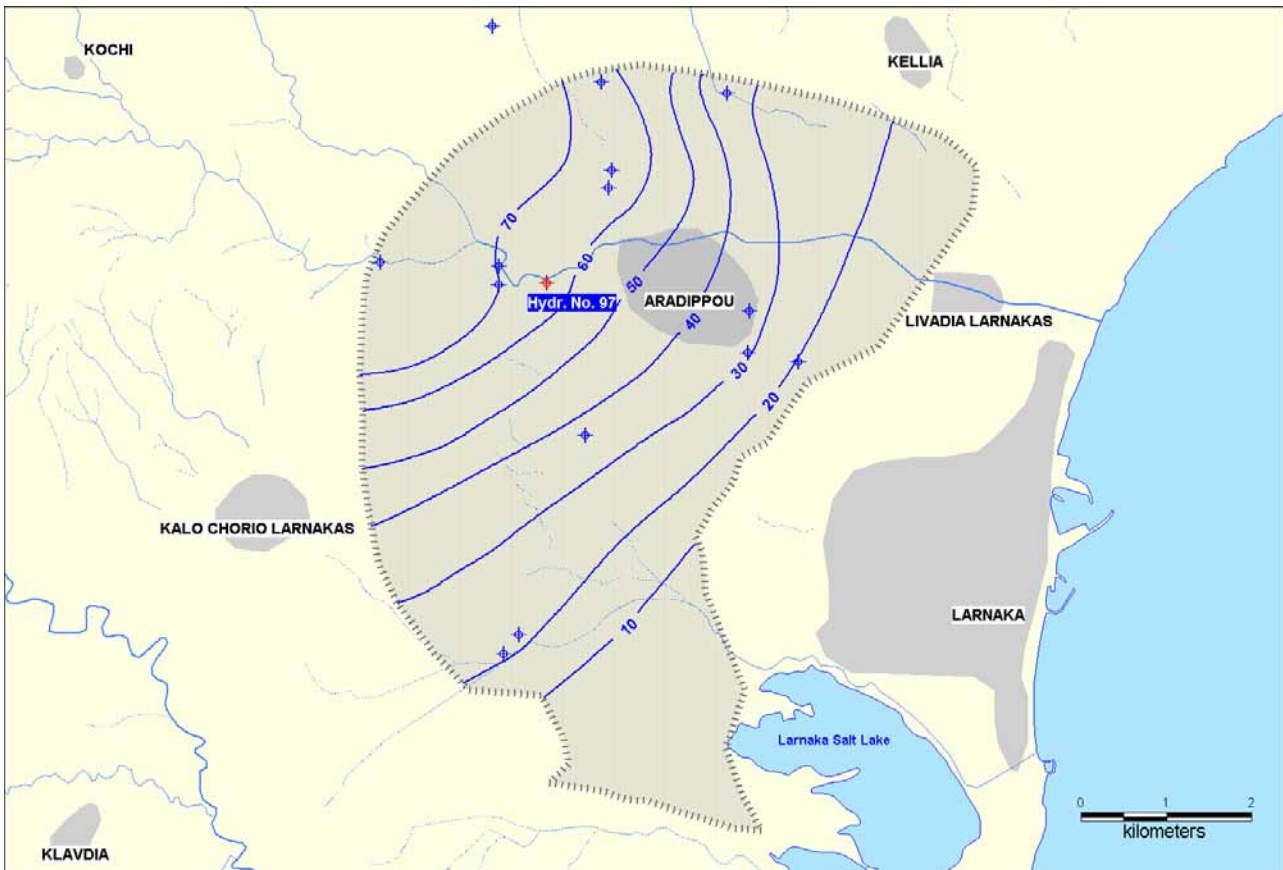 KOCHI
KELLIA
70
60
Hydr. No. 97
50
ARADIPPOU
LIVADIA LARNAKAS
40
30
20
KALO CHORIO LARNAKAS
LARNAKA
10
Larnaka Salt Lake
0 1 2
kilometers
KLAVDIA